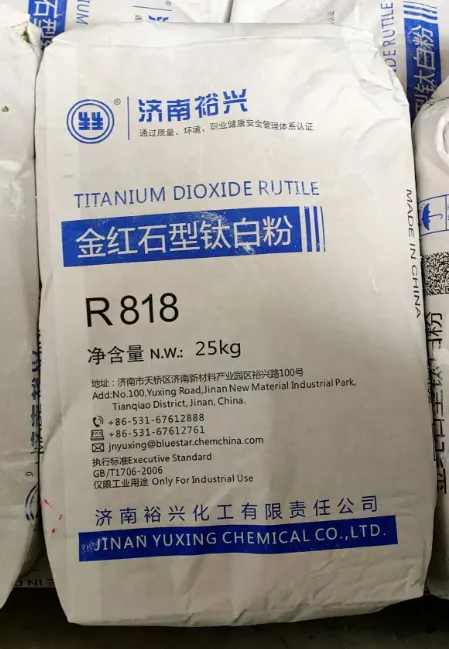 济南裕兴
通过质量、环境、职业健康安全管理体系认证
TITANIUM DIOXIDE RUTILE
金红石型钛白粉
R818
净含量 N.W.: 25kg
地址: 济南市天桥区济南新材料产业园区裕兴路100号
Add:No.100,Yuxing Road,Jinan New Material Industrial Park,
Tianqiao District, Jinan, China.
+86-531-67612888
+86-531-67612761
jnyuxing@bluestar.chemchina.com
执行标准Executive Standard
GB/T1706-2006
仅限工业用途 Only For Industrial Use
济南裕兴化工有限责任公司
JINAN YUXING CHEMICAL CO.,LTD.
MADE IN CHINA
石型钛白粉
RUTILE